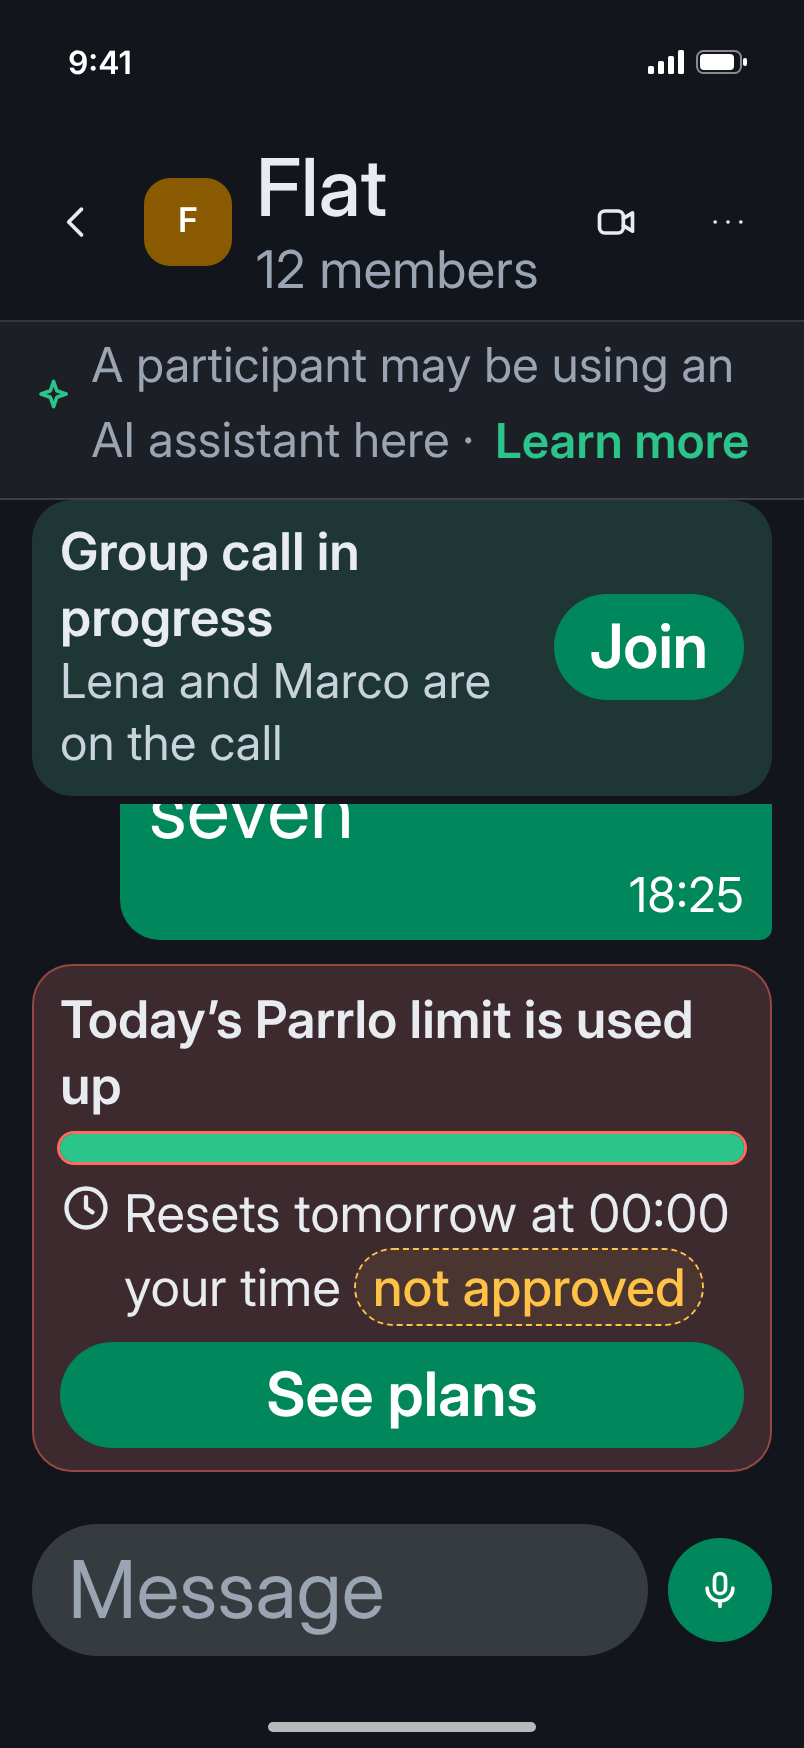 9:41
F
Flat
12 members
A participant may be using an
AI assistant here · Learn more
Group call in
progress
Lena and Marco are
on the call
Join
seven
18:25
Today’s Parrlo limit is used
up
Resets tomorrow at 00:00
your time not approved
See plans
Message